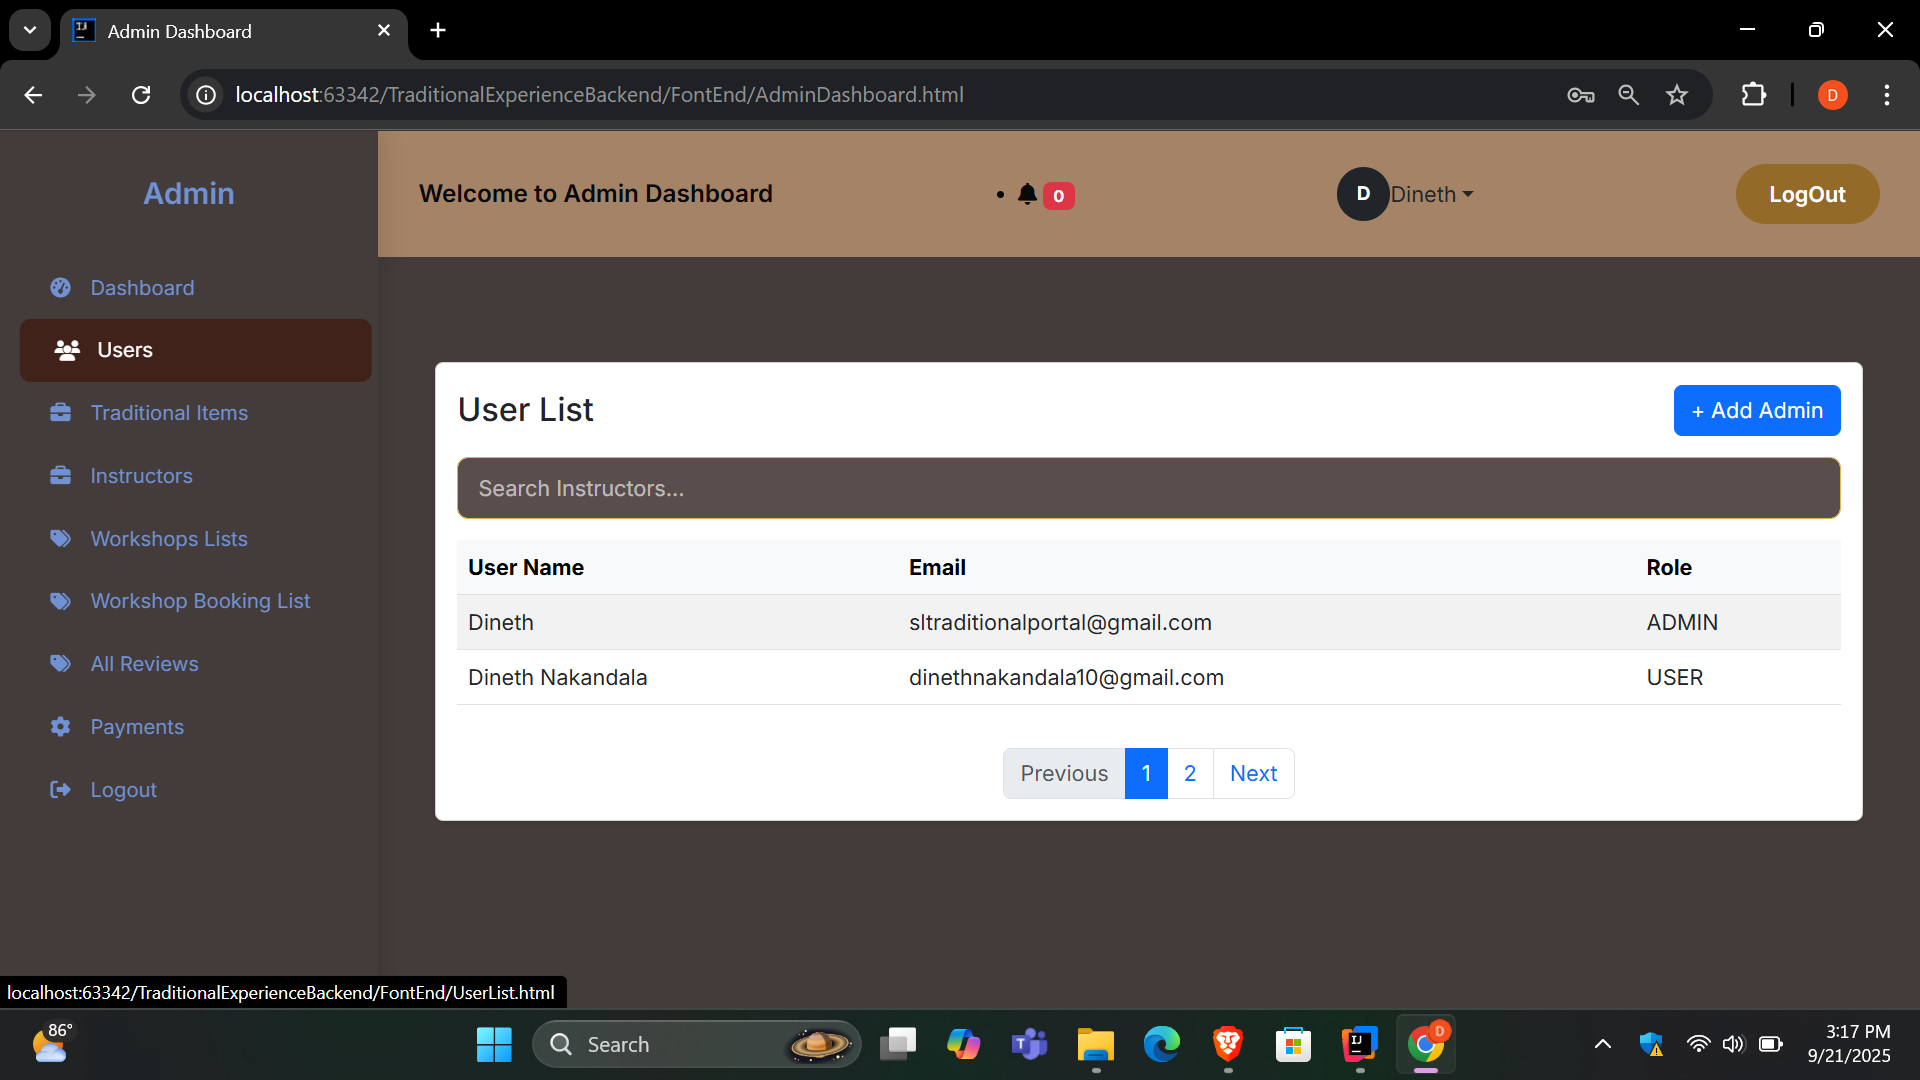 Admin Dashboard
localhost:63342/TraditionalExperienceBackend/FontEnd/AdminDashboard.html
D
Admin
Welcome to Admin Dashboard
0
D
Dineth
LogOut
Dashboard
Users
Traditional Items
Instructors
Workshops Lists
Workshop Booking List
All Reviews
Payments
Logout
User List
+ Add Admin
Search Instructors...
User Name Email Role
Dineth sltraditionalportal@gmail.com ADMIN
Dineth Nakandala dinethnakandala10@gmail.com USER
Previous 1 2 Next
localhost:63342/TraditionalExperienceBackend/FontEnd/UserList.html
86°
Search
T
IJ
D
3:17 PM
9/21/2025